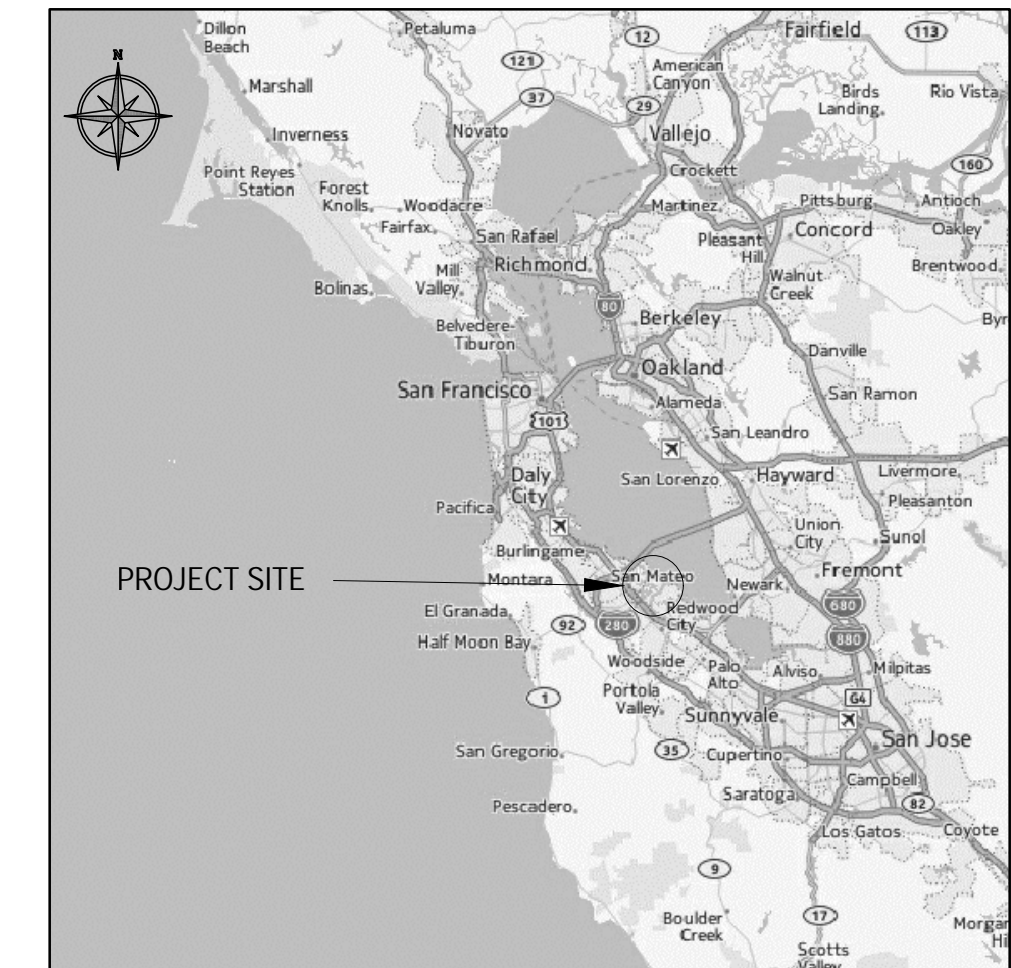 Dillon
Beach
Petaluma
12
Fairfield
113
N
121
American
Canyon
Marshall
37
29
Birds
Landing
Rio Vista
Inverness
Novato
Vallejo
Point Reyes
Station
Crockett
160
Forest
Knolls
Woodacre
Martinez
Pittsburg
Antioch
Fairfax
San Rafael
Pleasant
Hill
Concord
Oakley
Mill
Valley
Richmond
Brentwood
Bolinas
Walnut
Creek
80
Belvedere-
Tiburon
Berkeley
Byr
Danville
San Francisco
Oakland
San Ramon
101
Alameda
San Leandro
Daly
City
San Lorenzo
Hayward
Livermore
Pacifica
Pleasanton
Union
City
Sunol
Burlingame
PROJECT SITE
Montara
San Mateo
Newark
Fremont
El Granada
Redwood
City
680
92
280
880
Half Moon Bay
Woodside
Palo
Alto
Alviso
Milpitas
1
Portola
Valley
G4
Sunnyvale
San Jose
San Gregorio
35
Cupertino
Campbell
Saratoga
82
Pescadero
Los Gatos
Coyote
9
Boulder
Creek
17
Morgan
Hi
Scotts
Valley